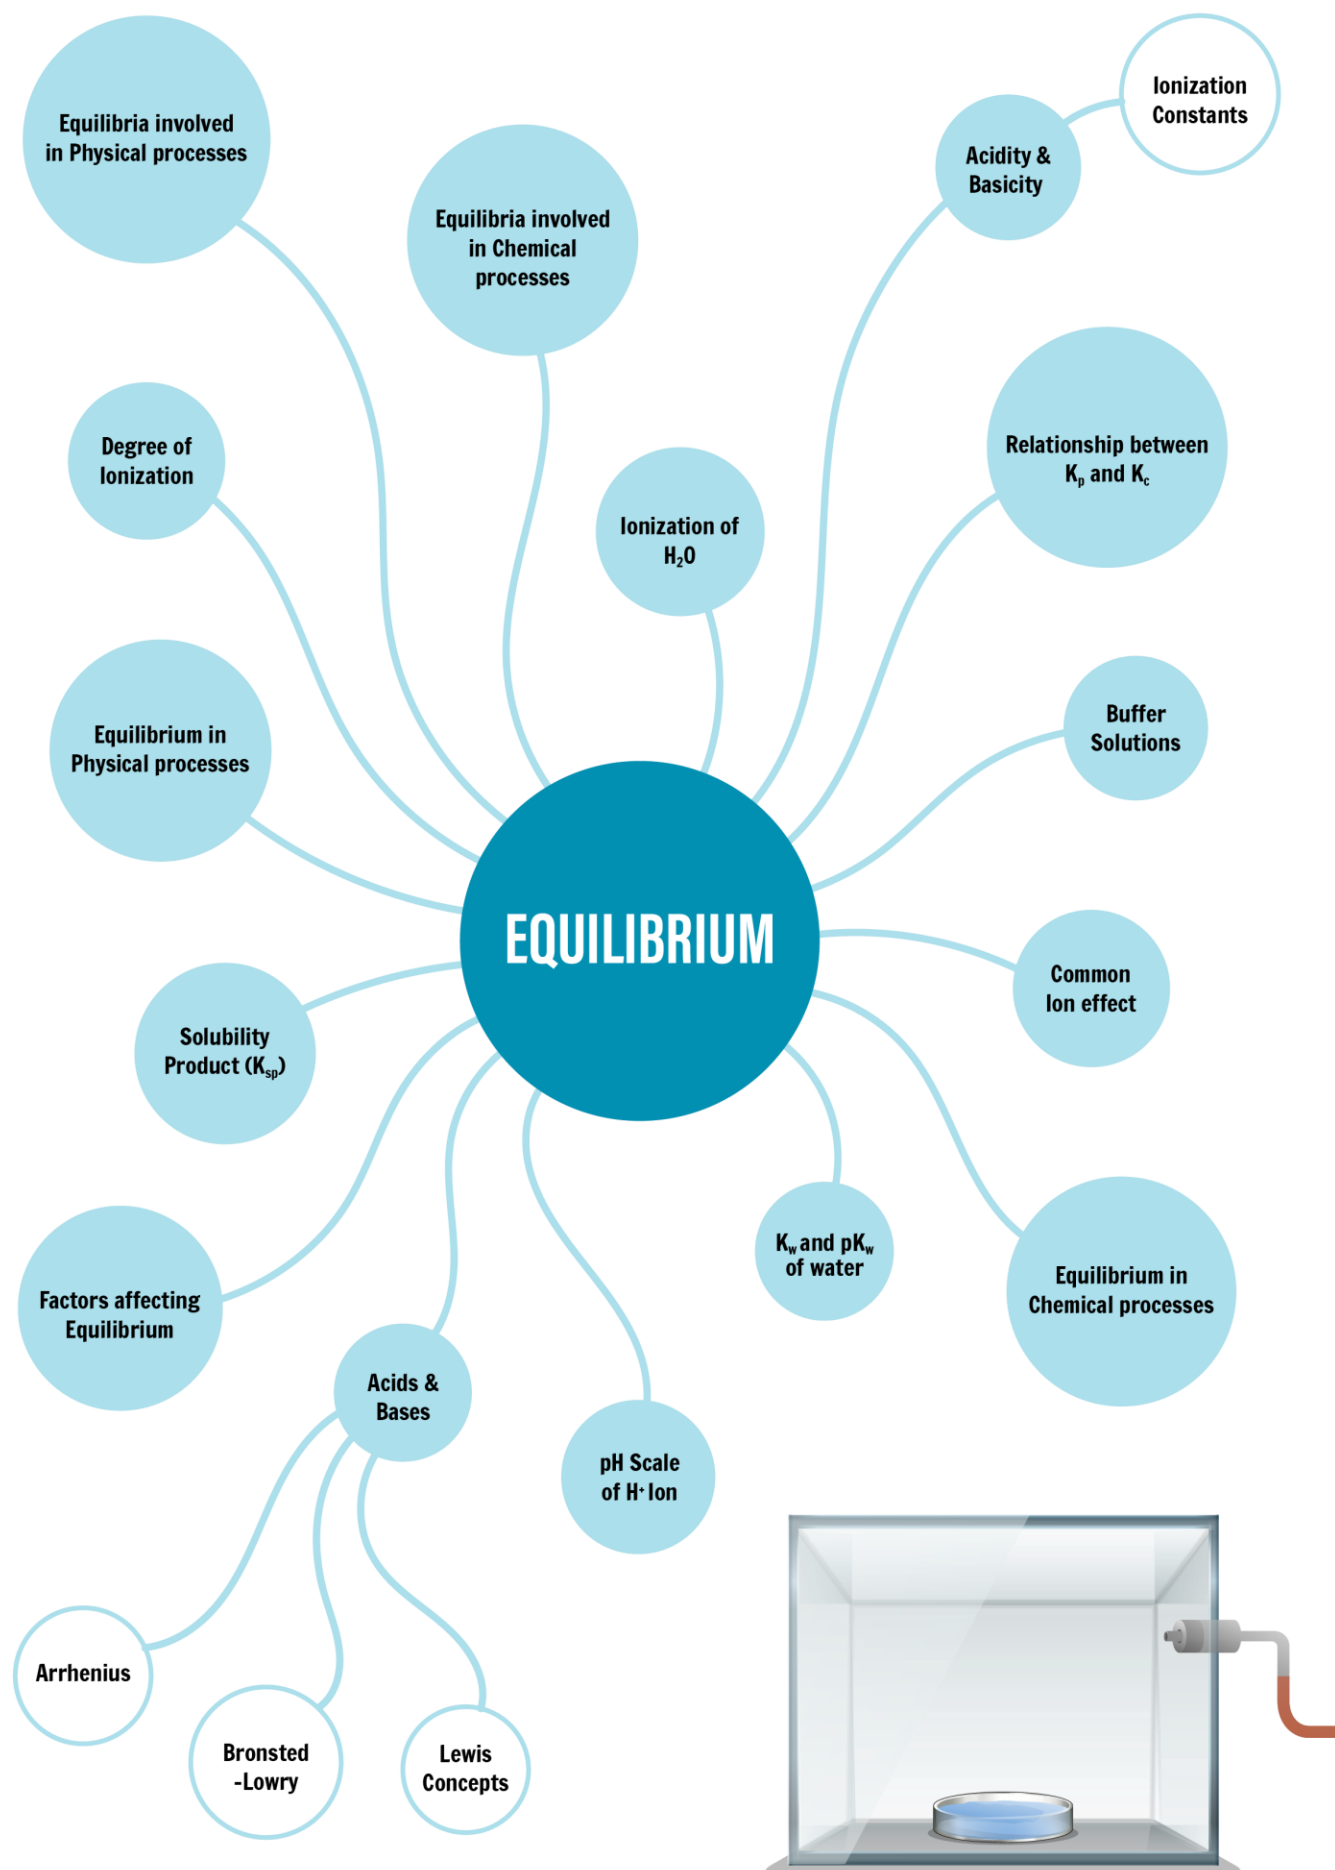 Equilibria involved
in Physical processes
Equilibria involved
in Chemical
processes
Acidity &
Basicity
Ionization
Constants
Degree of
Ionization
Ionization of
H₂O
Relationship between
Kₚ and K꜀
Equilibrium in
Physical processes
Buffer
Solutions
EQUILIBRIUM
Solubility
Product (Kₛₚ)
Common
Ion effect
Factors affecting
Equilibrium
Acids &
Bases
pH Scale
of H⁺ Ion
K_w and pK_w
of water
Equilibrium in
Chemical processes
Arrhenius
Bronsted
-Lowry
Lewis
Concepts